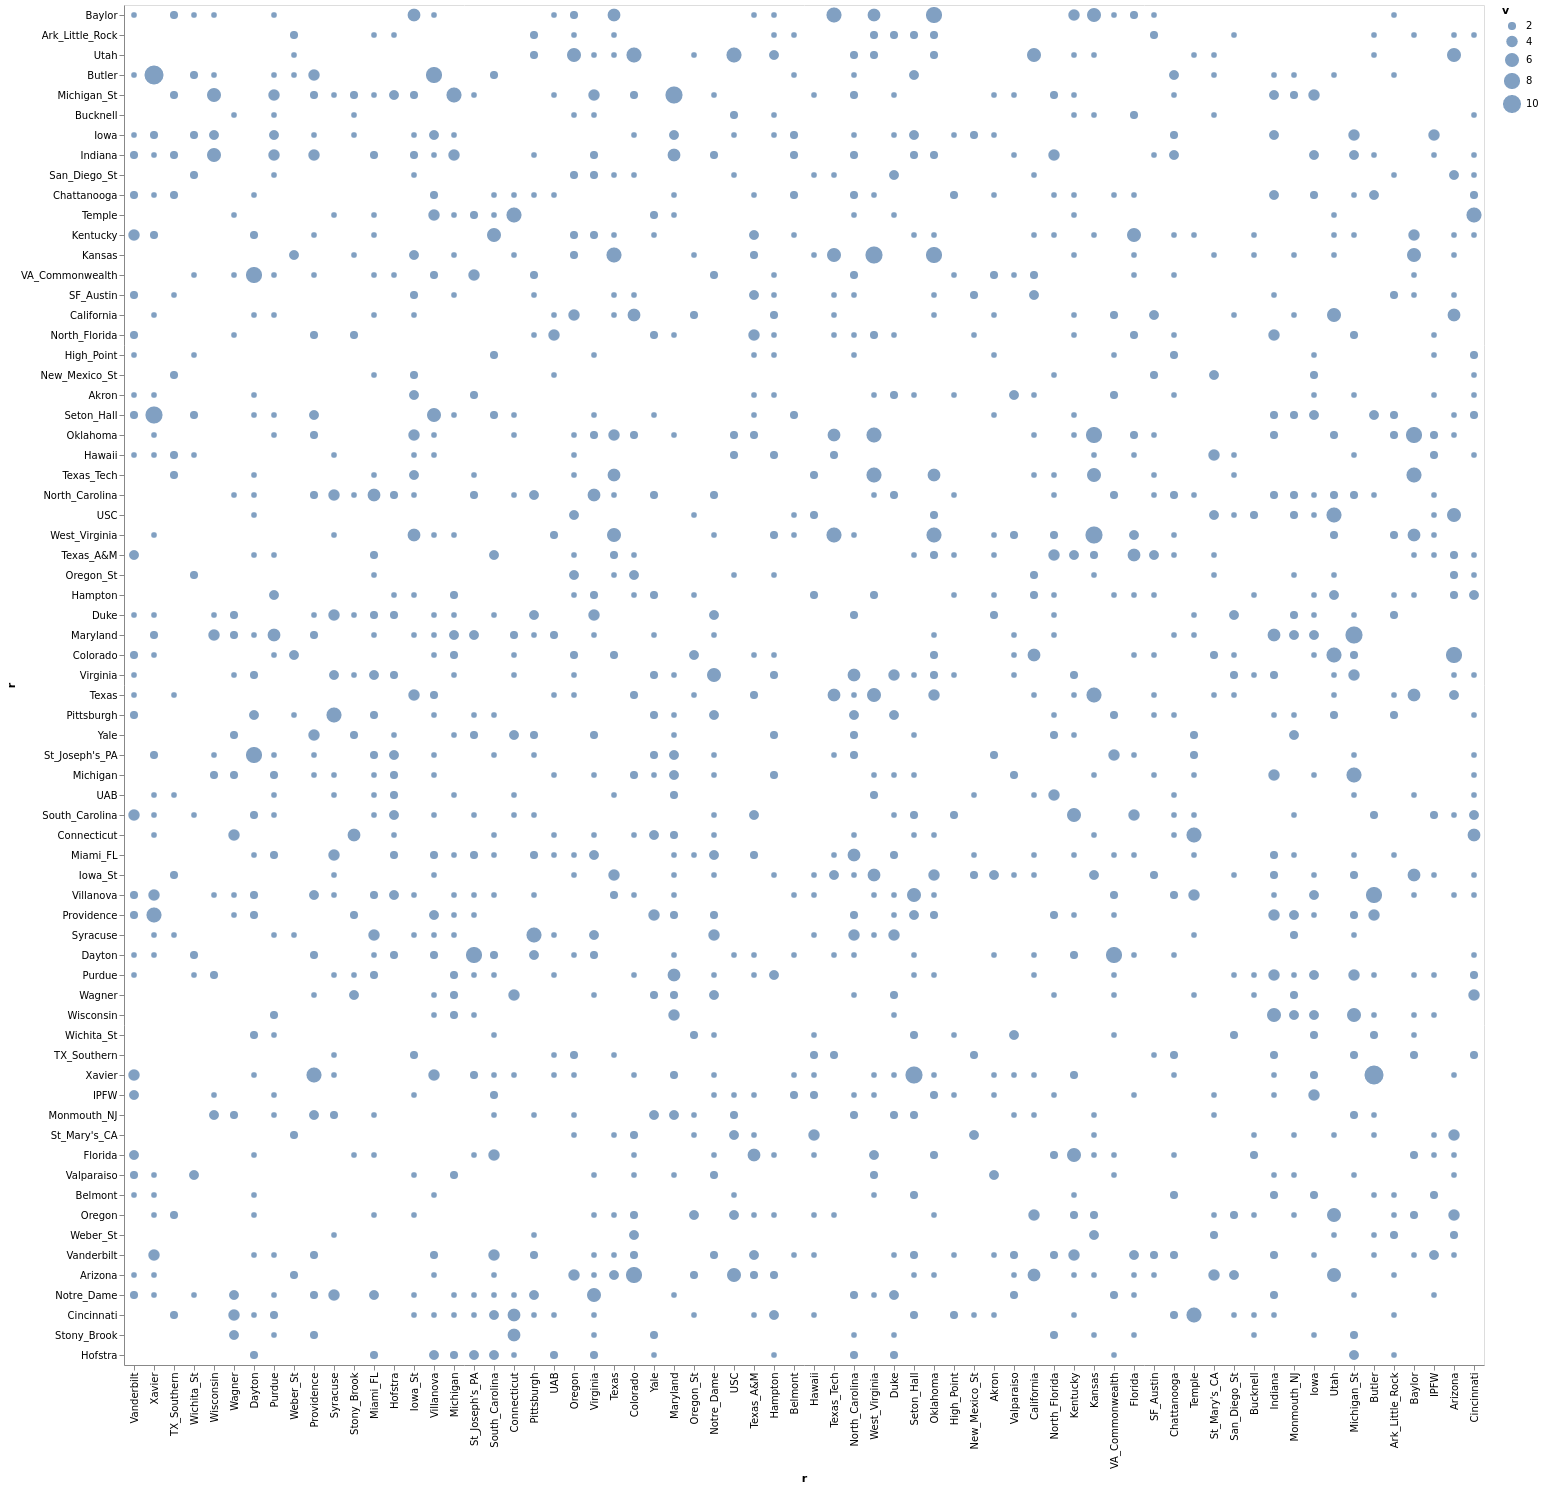 v
2
4
6
8
10
Baylor
Ark_Little_Rock
Utah
Butler
Michigan_St
Bucknell
Iowa
Indiana
San_Diego_St
Chattanooga
Temple
Kentucky
Kansas
VA_Commonwealth
SF_Austin
California
North_Florida
High_Point
New_Mexico_St
Akron
Seton_Hall
Oklahoma
Hawaii
Texas_Tech
North_Carolina
USC
West_Virginia
Texas_A&M
Oregon_St
Hampton
Duke
Maryland
Colorado
Virginia
r
Texas
Pittsburgh
Yale
St_Joseph's_PA
Michigan
UAB
South_Carolina
Connecticut
Miami_FL
Iowa_St
Villanova
Providence
Syracuse
Dayton
Purdue
Wagner
Wisconsin
Wichita_St
TX_Southern
Xavier
IPFW
Monmouth_NJ
St_Mary's_CA
Florida
Valparaiso
Belmont
Oregon
Weber_St
Vanderbilt
Arizona
Notre_Dame
Cincinnati
Stony_Brook
Hofstra
Vanderbilt
Xavier
TX_Southern
Wichita_St
Wisconsin
Wagner
Dayton
Purdue
Weber_St
Providence
Syracuse
Stony_Brook
Miami_FL
Hofstra
Iowa_St
Villanova
Michigan
St_Joseph's_PA
South_Carolina
Connecticut
Pittsburgh
UAB
Oregon
Virginia
Texas
Colorado
Yale
Maryland
Oregon_St
Notre_Dame
USC
Texas_A&M
Hampton
Belmont
Hawaii
Texas_Tech
North_Carolina
West_Virginia
Duke
Seton_Hall
Oklahoma
High_Point
New_Mexico_St
Akron
Valparaiso
California
North_Florida
Kentucky
Kansas
VA_Commonwealth
Florida
SF_Austin
Chattanooga
Temple
St_Mary's_CA
San_Diego_St
Bucknell
Indiana
Monmouth_NJ
Iowa
Utah
Michigan_St
Butler
Ark_Little_Rock
Baylor
IPFW
Arizona
Cincinnati
r